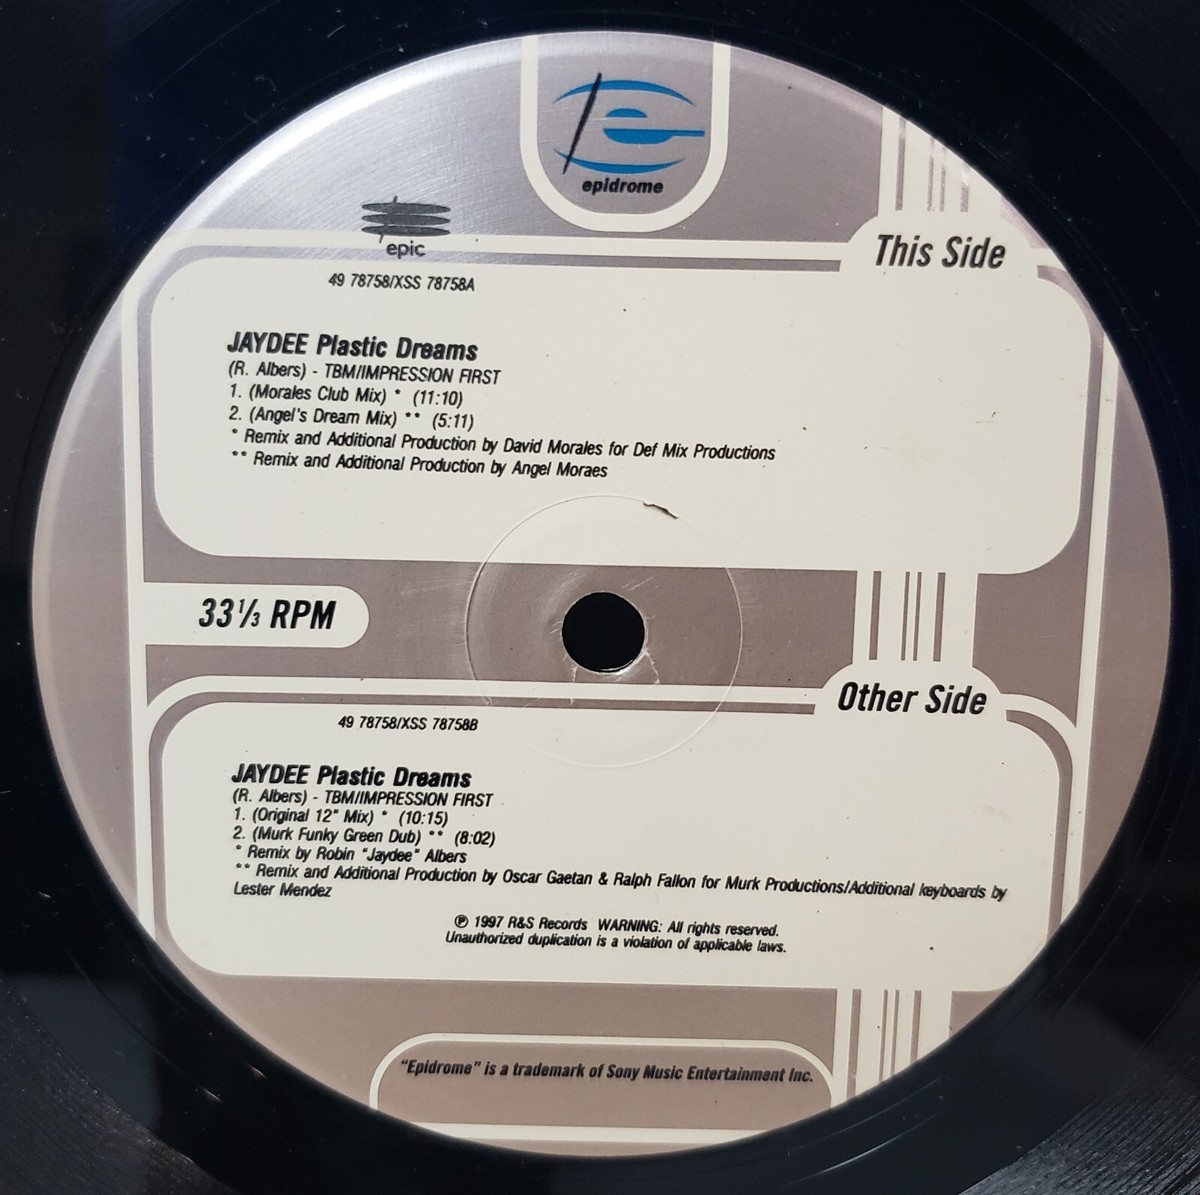 epidrome
epic
This Side
49 78758/XSS 78758A
JAYDEE Plastic Dreams
(R. Albers) - TBM/IMPRESSION FIRST
1. (Morales Club Mix) * (11:10)
2. (Angel's Dream Mix) ** (5:11)
* Remix and Additional Production by David Morales for Def Mix Productions
** Remix and Additional Production by Angel Moraes
33 1/3 RPM
Other Side
49 78758/XSS 78758B
JAYDEE Plastic Dreams
(R. Albers) - TBM/IMPRESSION FIRST
1. (Original 12" Mix) * (10:15)
2. (Murk Funky Green Dub) ** (8:02)
* Remix by Robin "Jaydee" Albers
** Remix and Additional Production by Oscar Gaetan & Ralph Fallon for Murk Productions/Additional keyboards by
Lester Mendez
℗ 1997 R&S Records WARNING: All rights reserved.
Unauthorized duplication is a violation of applicable laws.
"Epidrome" is a trademark of Sony Music Entertainment Inc.